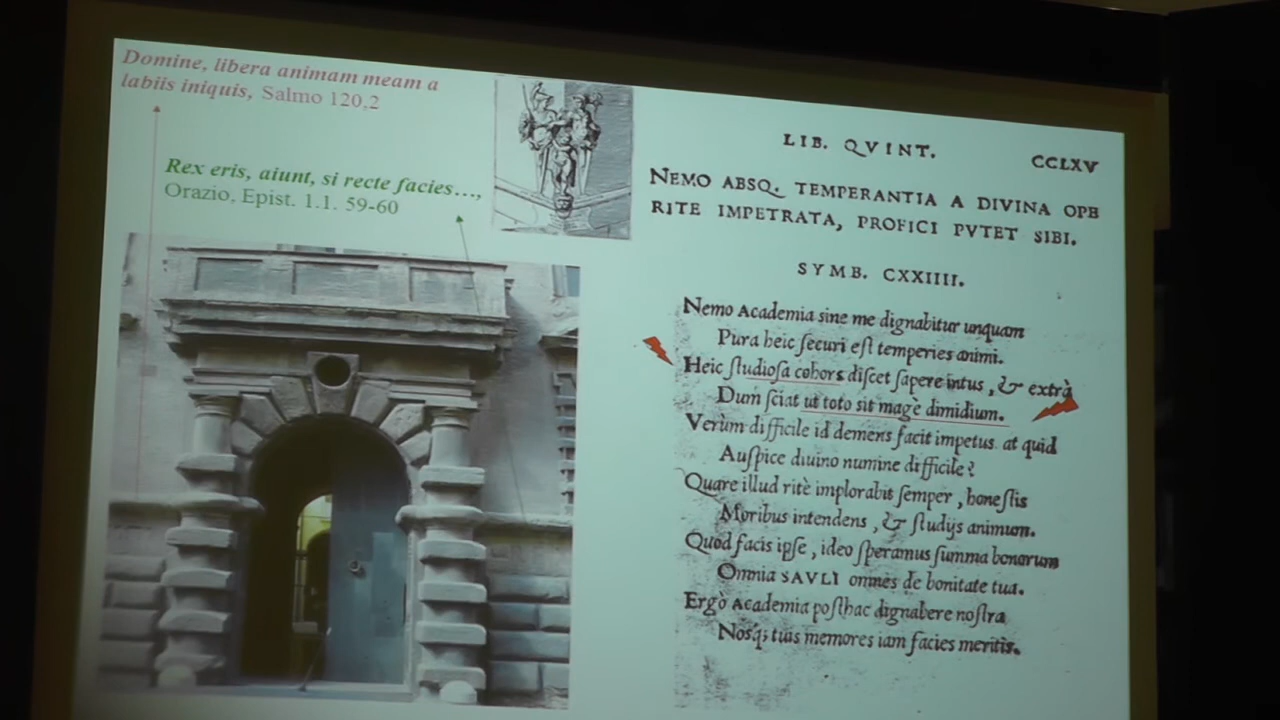 Domine, libera animam meam a
labiis iniquis, Salmo 120,2
Rex eris, aiunt, si recte facies…,
Orazio, Epist. 1.1. 59-60
LIB. QVINT. CCLXV
NEMO ABSQ. TEMPERANTIA A DIVINA OPE
RITE IMPETRATA, PROFICI PVTET SIBI.
SYMB. CXXIIII.
Nemo Academia sine me dignabitur unquam
Pura heic ſecuri eſt temperies animi.
Heic ſtudioſa cohors diſcet ſapere intus, & extrà
Dum ſciat ut toto sit magè dimidium.
Verùm difficile id demens facit impetus. at quid
Auſpice diuino numine difficile?
Quare illud ritè implorabit ſemper, honeſtis
Moribus intendens, & ſtudijs animum.
Quod facis ipſe, ideo ſperamus ſumma bonorum
Omnia SAVLI omnes de bonitate tua.
Ergò Academia poſthac dignabere noſtra
Nosq; tuis memores iam facies meritis.